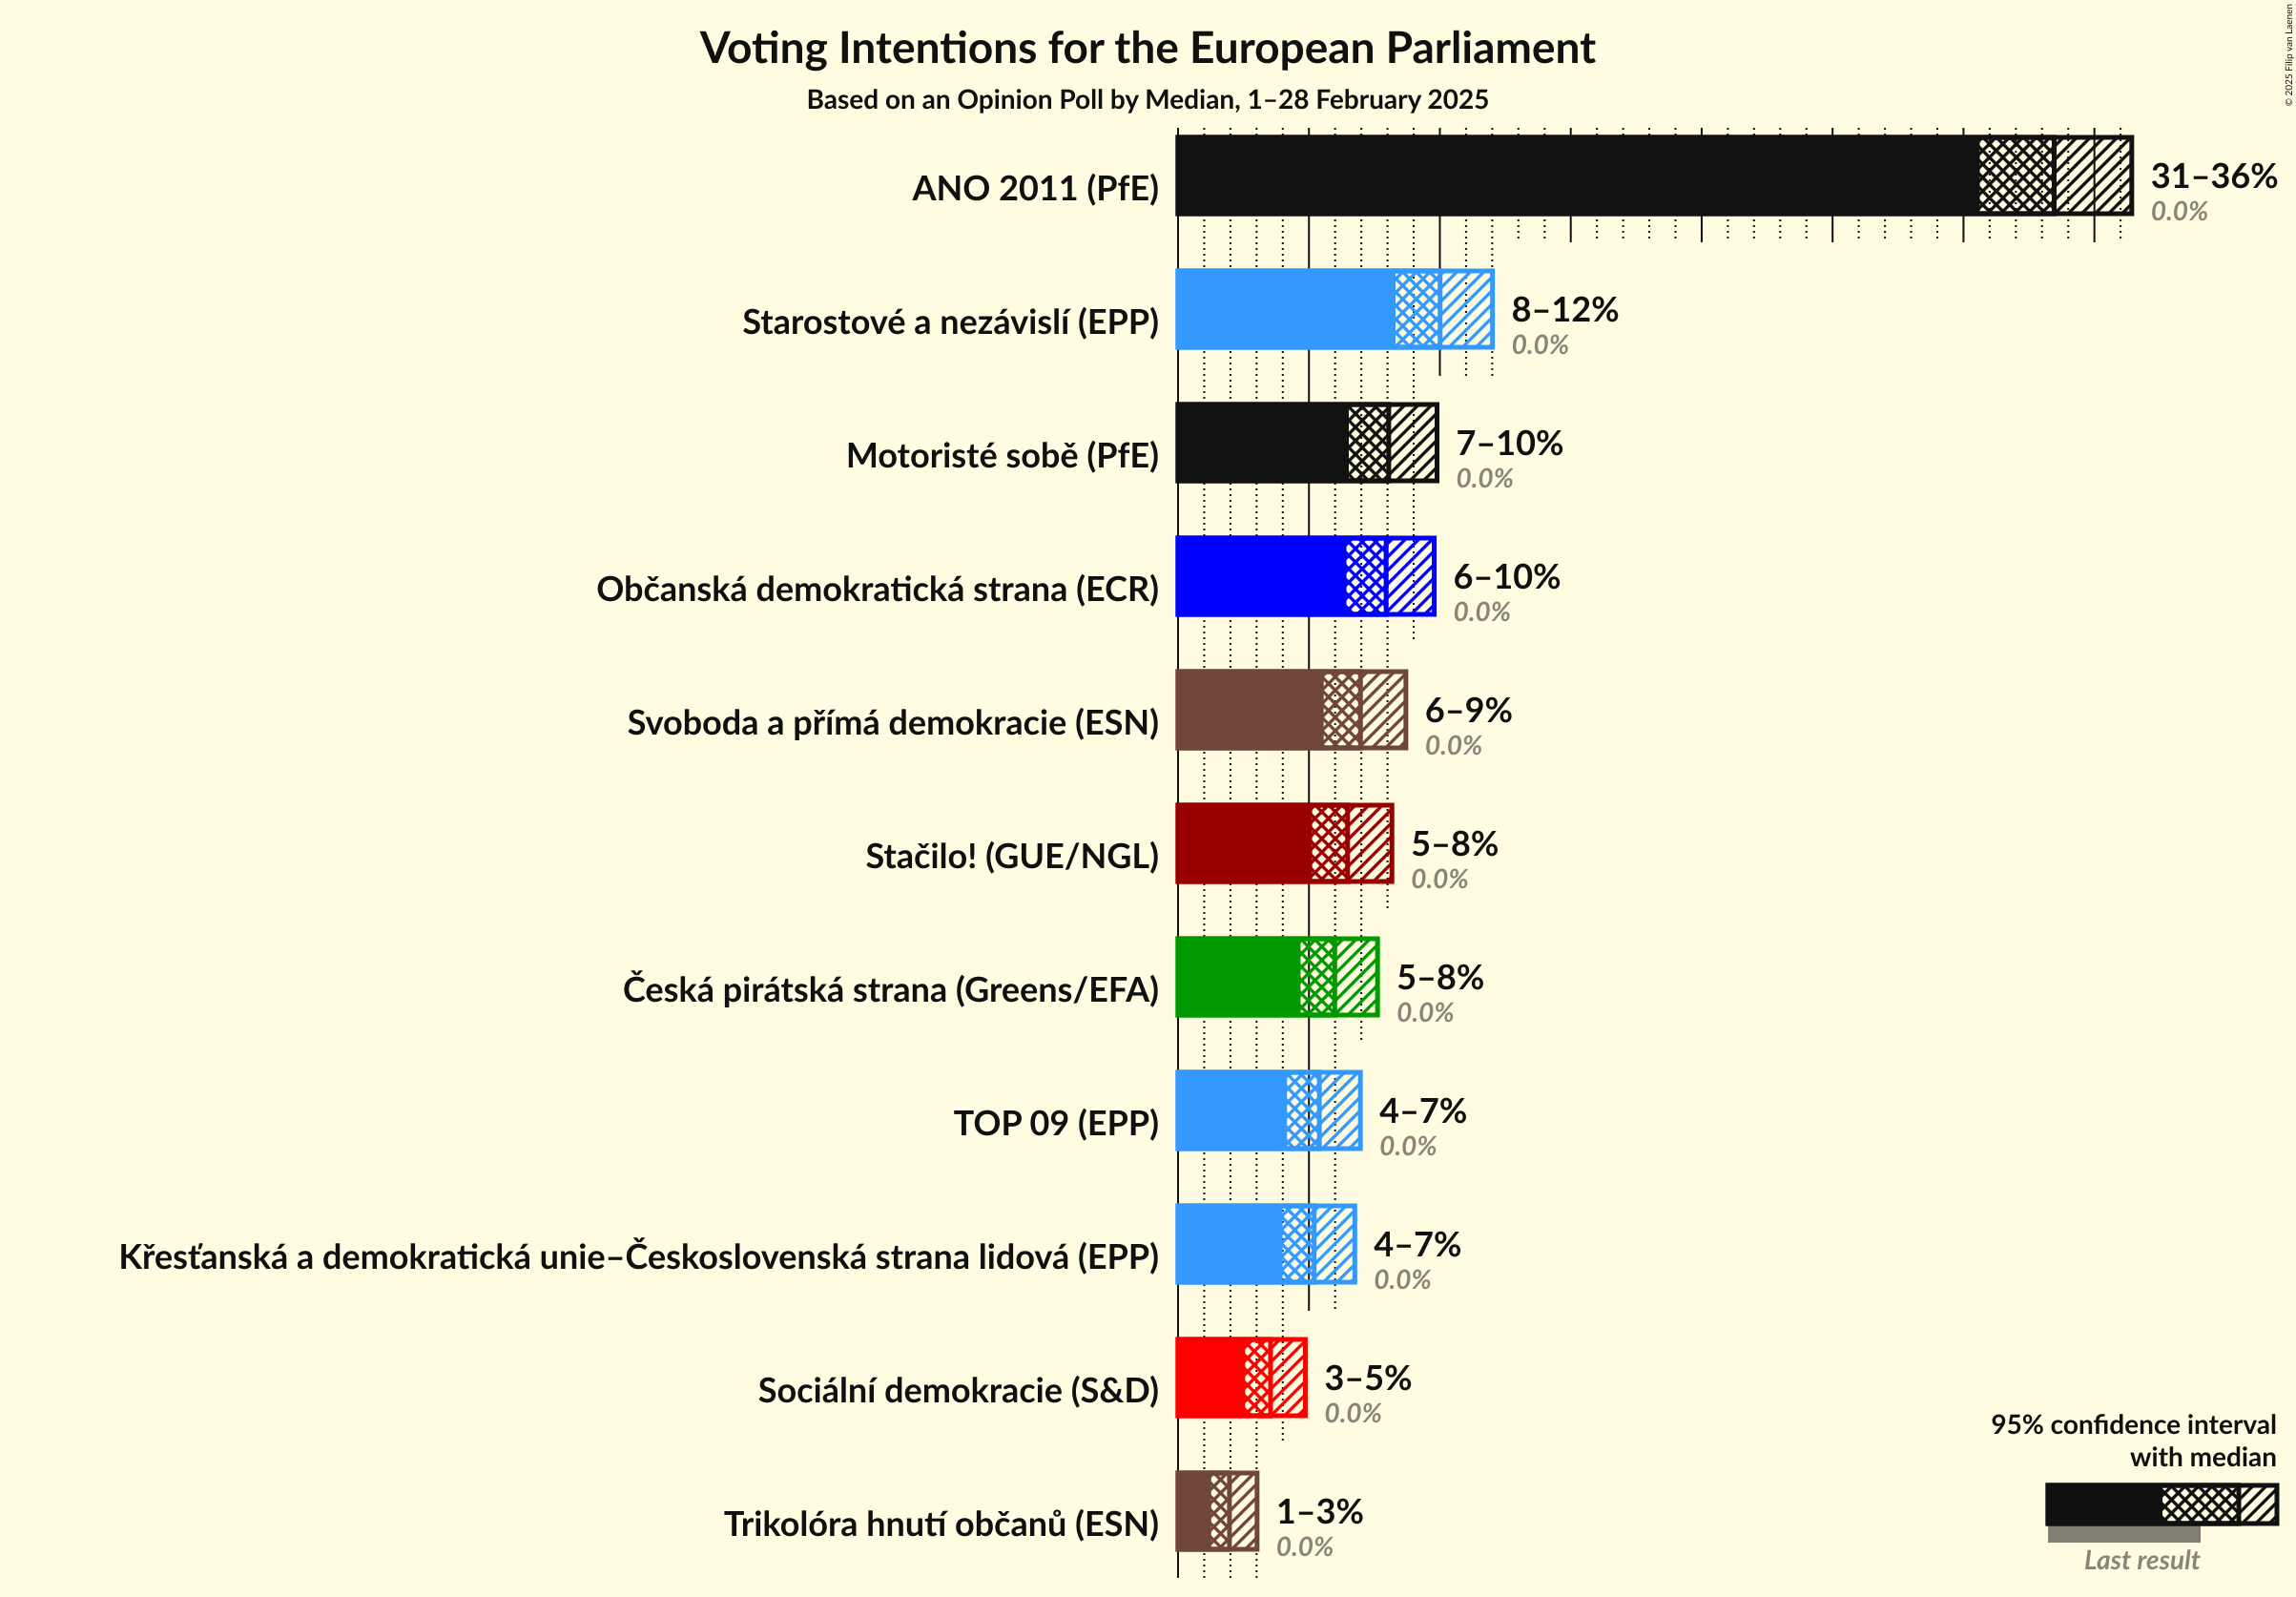 Voting Intentions for the European Parliament
Based on an Opinion Poll by Median, 1–28 February 2025
© 2025 Filip van Laenen
ANO 2011 (PfE)
31–36%
0.0%
Starostové a nezávislí (EPP)
8–12%
0.0%
Motoristé sobě (PfE)
7–10%
0.0%
Občanská demokratická strana (ECR)
6–10%
0.0%
Svoboda a přímá demokracie (ESN)
6–9%
0.0%
Stačilo! (GUE/NGL)
5–8%
0.0%
Česká pirátská strana (Greens/EFA)
5–8%
0.0%
TOP 09 (EPP)
4–7%
0.0%
Křesťanská a demokratická unie–Československá strana lidová (EPP)
4–7%
0.0%
Sociální demokracie (S&D)
3–5%
0.0%
Trikolóra hnutí občanů (ESN)
1–3%
0.0%
95% confidence interval
with median
Last result